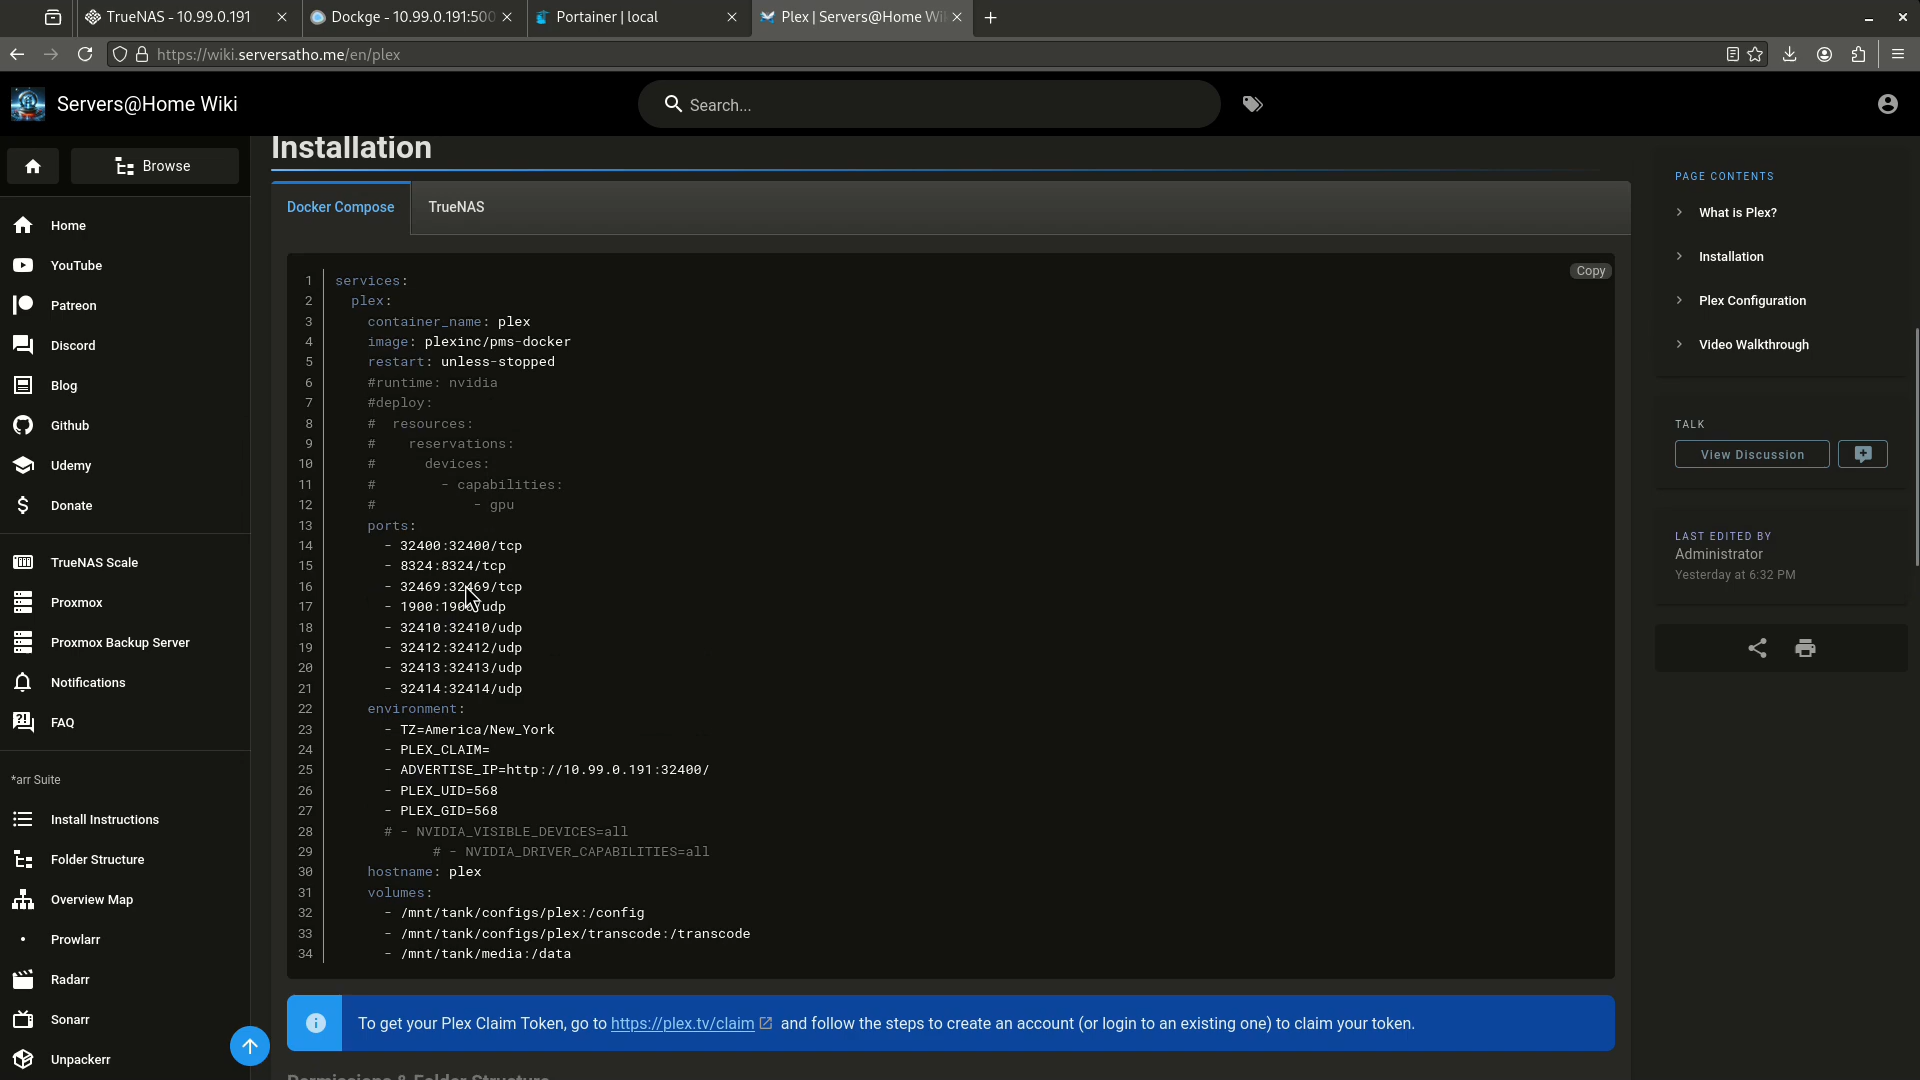 TrueNAS - 10.99.0.191
Dockge - 10.99.0.191:500
Portainer | local
Plex | Servers@Home Wi
https://wiki.serversatho.me/en/plex
Servers@Home Wiki
Search...
Browse
Home
YouTube
Patreon
Discord
Blog
Github
Udemy
Donate
TrueNAS Scale
Proxmox
Proxmox Backup Server
Notifications
FAQ
*arr Suite
Install Instructions
Folder Structure
Overview Map
Prowlarr
Radarr
Sonarr
Unpackerr
Installation
Docker Compose
TrueNAS
Copy
1 services:
2   plex:
3     container_name: plex
4     image: plexinc/pms-docker
5     restart: unless-stopped
6     #runtime: nvidia
7     #deploy:
8     #  resources:
9     #    reservations:
10     #      devices:
11     #        - capabilities:
12     #            - gpu
13     ports:
14       - 32400:32400/tcp
15       - 8324:8324/tcp
16       - 32469:32469/tcp
17       - 1900:1900/udp
18       - 32410:32410/udp
19       - 32412:32412/udp
20       - 32413:32413/udp
21       - 32414:32414/udp
22     environment:
23       - TZ=America/New_York
24       - PLEX_CLAIM=
25       - ADVERTISE_IP=http://10.99.0.191:32400/
26       - PLEX_UID=568
27       - PLEX_GID=568
28       # - NVIDIA_VISIBLE_DEVICES=all
29             # - NVIDIA_DRIVER_CAPABILITIES=all
30     hostname: plex
31     volumes:
32       - /mnt/tank/configs/plex:/config
33       - /mnt/tank/configs/plex/transcode:/transcode
34       - /mnt/tank/media:/data
To get your Plex Claim Token, go to https://plex.tv/claim and follow the steps to create an account (or login to an existing one) to claim your token.
Permissions & Folder Structure
PAGE CONTENTS
What is Plex?
Installation
Plex Configuration
Video Walkthrough
TALK
View Discussion
LAST EDITED BY
Administrator
Yesterday at 6:32 PM